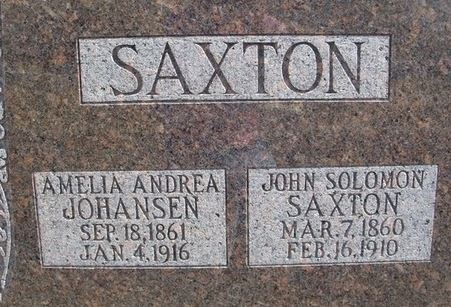 SAXTON
AMELIA ANDREA
JOHANSEN
SEP. 18, 1861
JAN. 4, 1916
JOHN SOLOMON
SAXTON
MAR. 7, 1860
FEB. 16, 1910